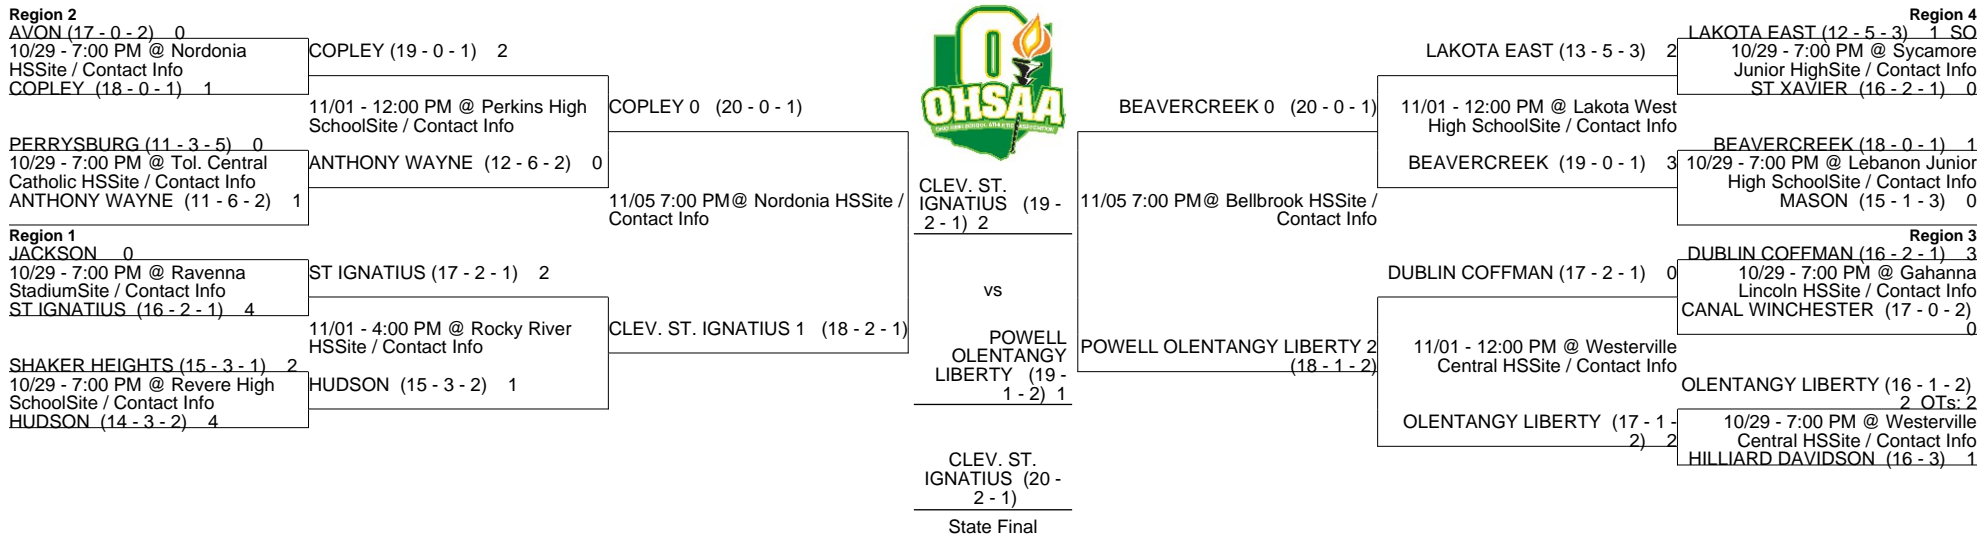 Region 2
AVON (17 - 0 - 2) 0
10/29 - 7:00 PM @ Nordonia
HSSite / Contact Info
COPLEY (18 - 0 - 1) 1
PERRYSBURG (11 - 3 - 5) 0
10/29 - 7:00 PM @ Tol. Central
Catholic HSSite / Contact Info
ANTHONY WAYNE (11 - 6 - 2) 1
Region 1
JACKSON 0
10/29 - 7:00 PM @ Ravenna
StadiumSite / Contact Info
ST IGNATIUS (16 - 2 - 1) 4
SHAKER HEIGHTS (15 - 3 - 1) 2
10/29 - 7:00 PM @ Revere High
SchoolSite / Contact Info
HUDSON (14 - 3 - 2) 4
COPLEY (19 - 0 - 1) 2
11/01 - 12:00 PM @ Perkins High
SchoolSite / Contact Info
ANTHONY WAYNE (12 - 6 - 2) 0
ST IGNATIUS (17 - 2 - 1) 2
11/01 - 4:00 PM @ Rocky River
HSSite / Contact Info
HUDSON (15 - 3 - 2) 1
COPLEY 0 (20 - 0 - 1)
11/05 7:00 PM@ Nordonia HSSite /
Contact Info
CLEV. ST. IGNATIUS 1 (18 - 2 - 1)
OHSAA
CLEV. ST.
IGNATIUS (19 -
2 - 1) 2
vs
POWELL
OLENTANGY
LIBERTY (19 -
1 - 2) 1
CLEV. ST.
IGNATIUS (20 -
2 - 1)
State Final
BEAVERCREEK 0 (20 - 0 - 1)
11/05 7:00 PM@ Bellbrook HSSite /
Contact Info
POWELL OLENTANGY LIBERTY 2
(18 - 1 - 2)
LAKOTA EAST (13 - 5 - 3) 2
11/01 - 12:00 PM @ Lakota West
High SchoolSite / Contact Info
BEAVERCREEK (19 - 0 - 1) 3
DUBLIN COFFMAN (17 - 2 - 1) 0
11/01 - 12:00 PM @ Westerville
Central HSSite / Contact Info
OLENTANGY LIBERTY (17 - 1 -
2) 2
Region 4
LAKOTA EAST (12 - 5 - 3) 1 SO
10/29 - 7:00 PM @ Sycamore
Junior HighSite / Contact Info
ST XAVIER (16 - 2 - 1) 0
BEAVERCREEK (18 - 0 - 1) 1
10/29 - 7:00 PM @ Lebanon Junior
High SchoolSite / Contact Info
MASON (15 - 1 - 3) 0
Region 3
DUBLIN COFFMAN (16 - 2 - 1) 3
10/29 - 7:00 PM @ Gahanna
Lincoln HSSite / Contact Info
CANAL WINCHESTER (17 - 0 - 2)
0
OLENTANGY LIBERTY (16 - 1 - 2)
2 OTs: 2
10/29 - 7:00 PM @ Westerville
Central HSSite / Contact Info
HILLIARD DAVIDSON (16 - 3) 1